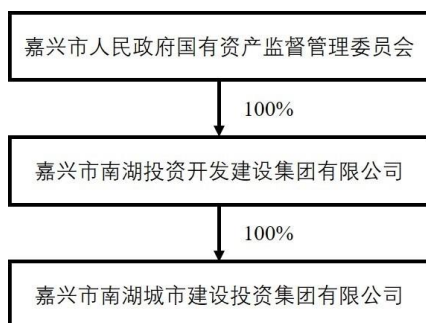 嘉兴市人民政府国有资产监督管理委员会
100%
嘉兴市南湖投资开发建设集团有限公司
100%
嘉兴市南湖城市建设投资集团有限公司